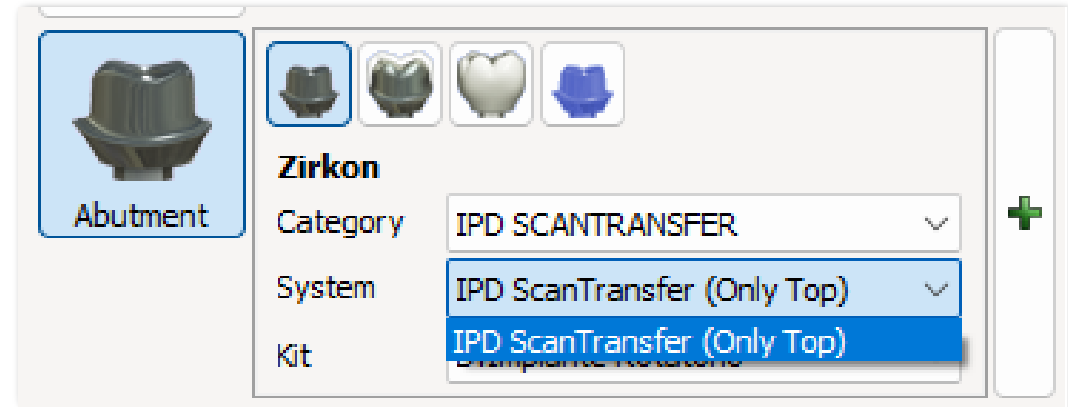 Abutment
Zirkon
Category
IPD SCANTRANSFER
System
IPD ScanTransfer (Only Top)
IPD ScanTransfer (Only Top)
Kit